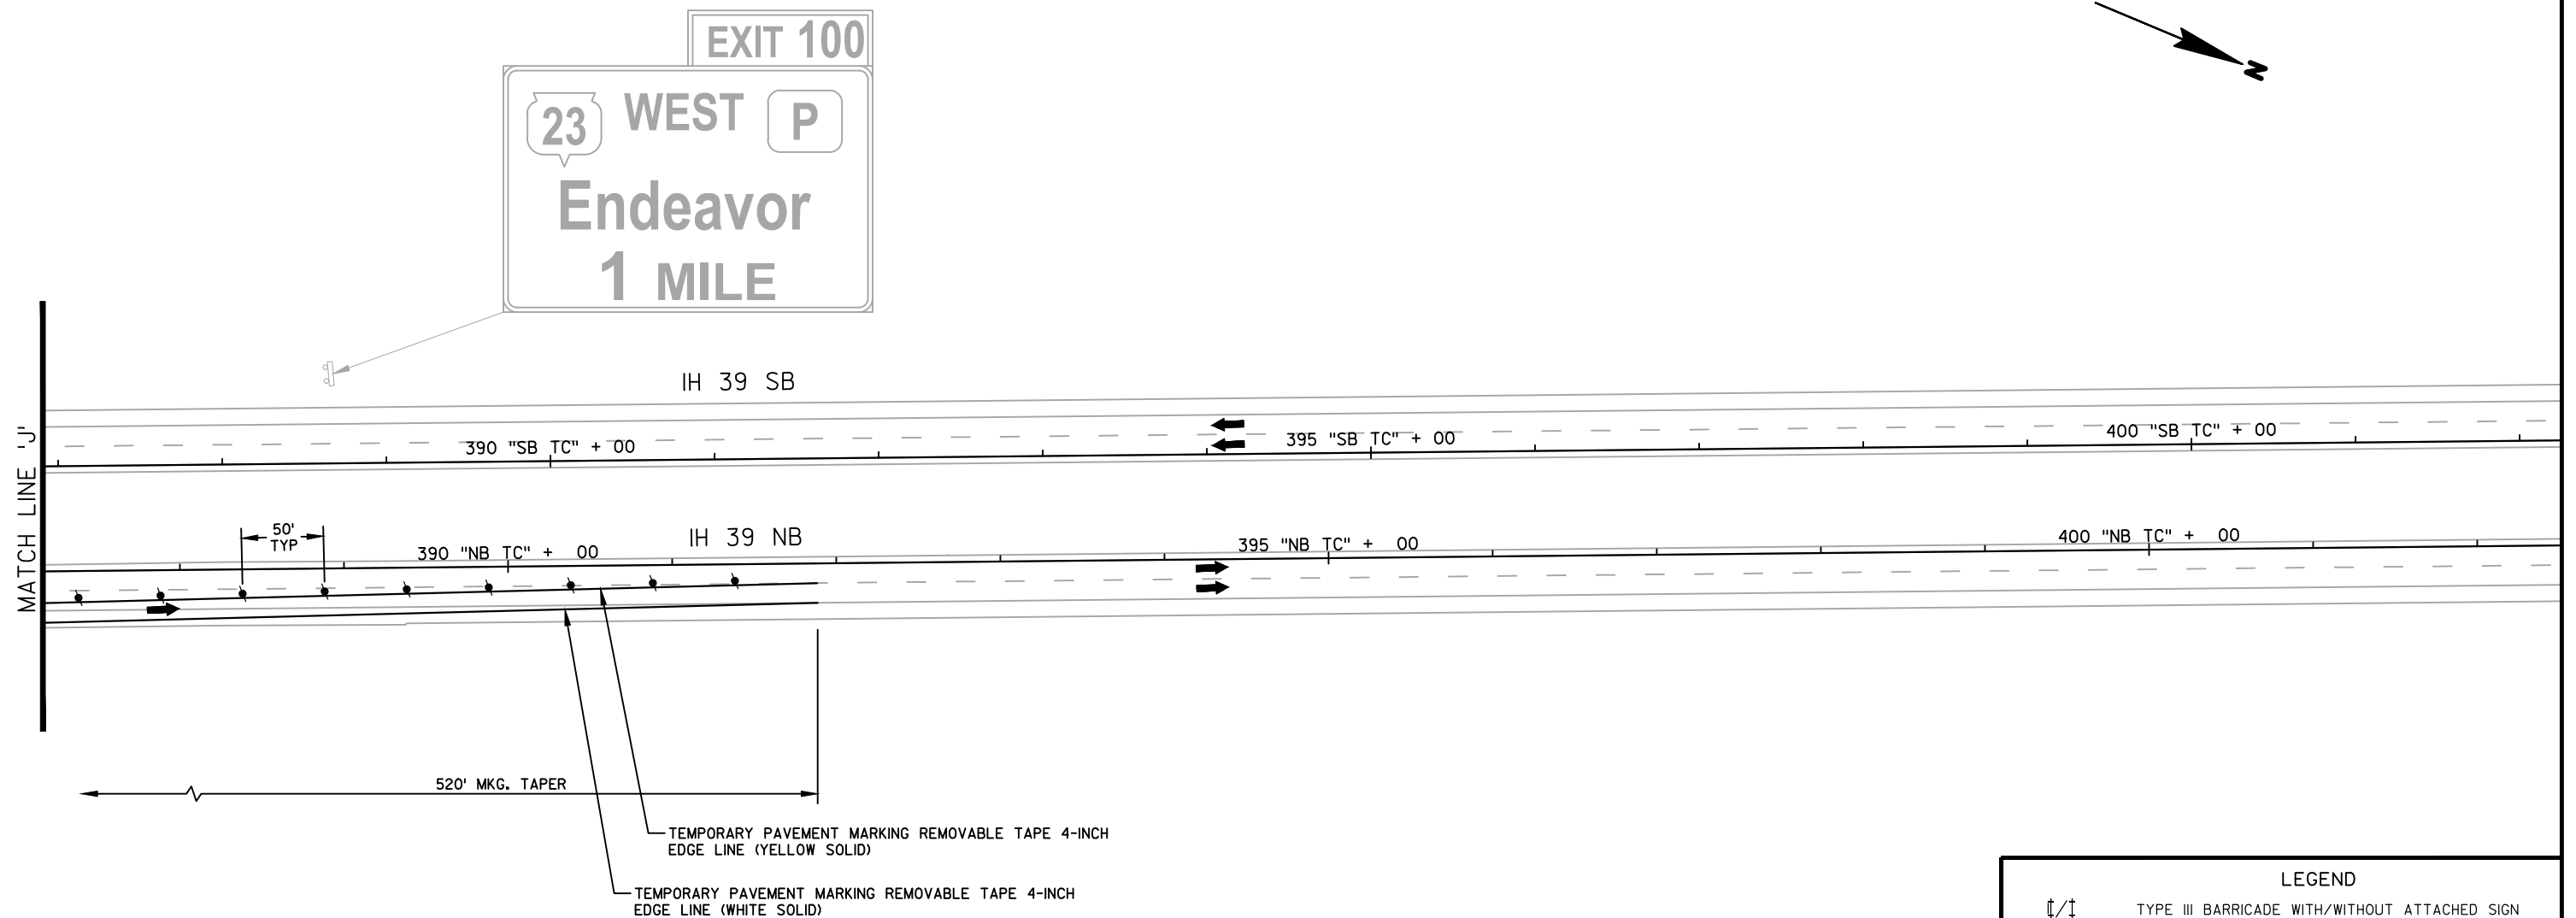 EXIT 100
23 WEST P
Endeavor
1 MILE
N
IH 39 SB
390 "SB TC" + 00
395 "SB TC" + 00
400 "SB TC" + 00
MATCH LINE 'J'
50'
TYP
IH 39 NB
390 "NB TC" + 00
395 "NB TC" + 00
400 "NB TC" + 00
520' MKG. TAPER
TEMPORARY PAVEMENT MARKING REMOVABLE TAPE 4-INCH
EDGE LINE (YELLOW SOLID)
TEMPORARY PAVEMENT MARKING REMOVABLE TAPE 4-INCH
EDGE LINE (WHITE SOLID)
LEGEND
TYPE III BARRICADE WITH/WITHOUT ATTACHED SIGN